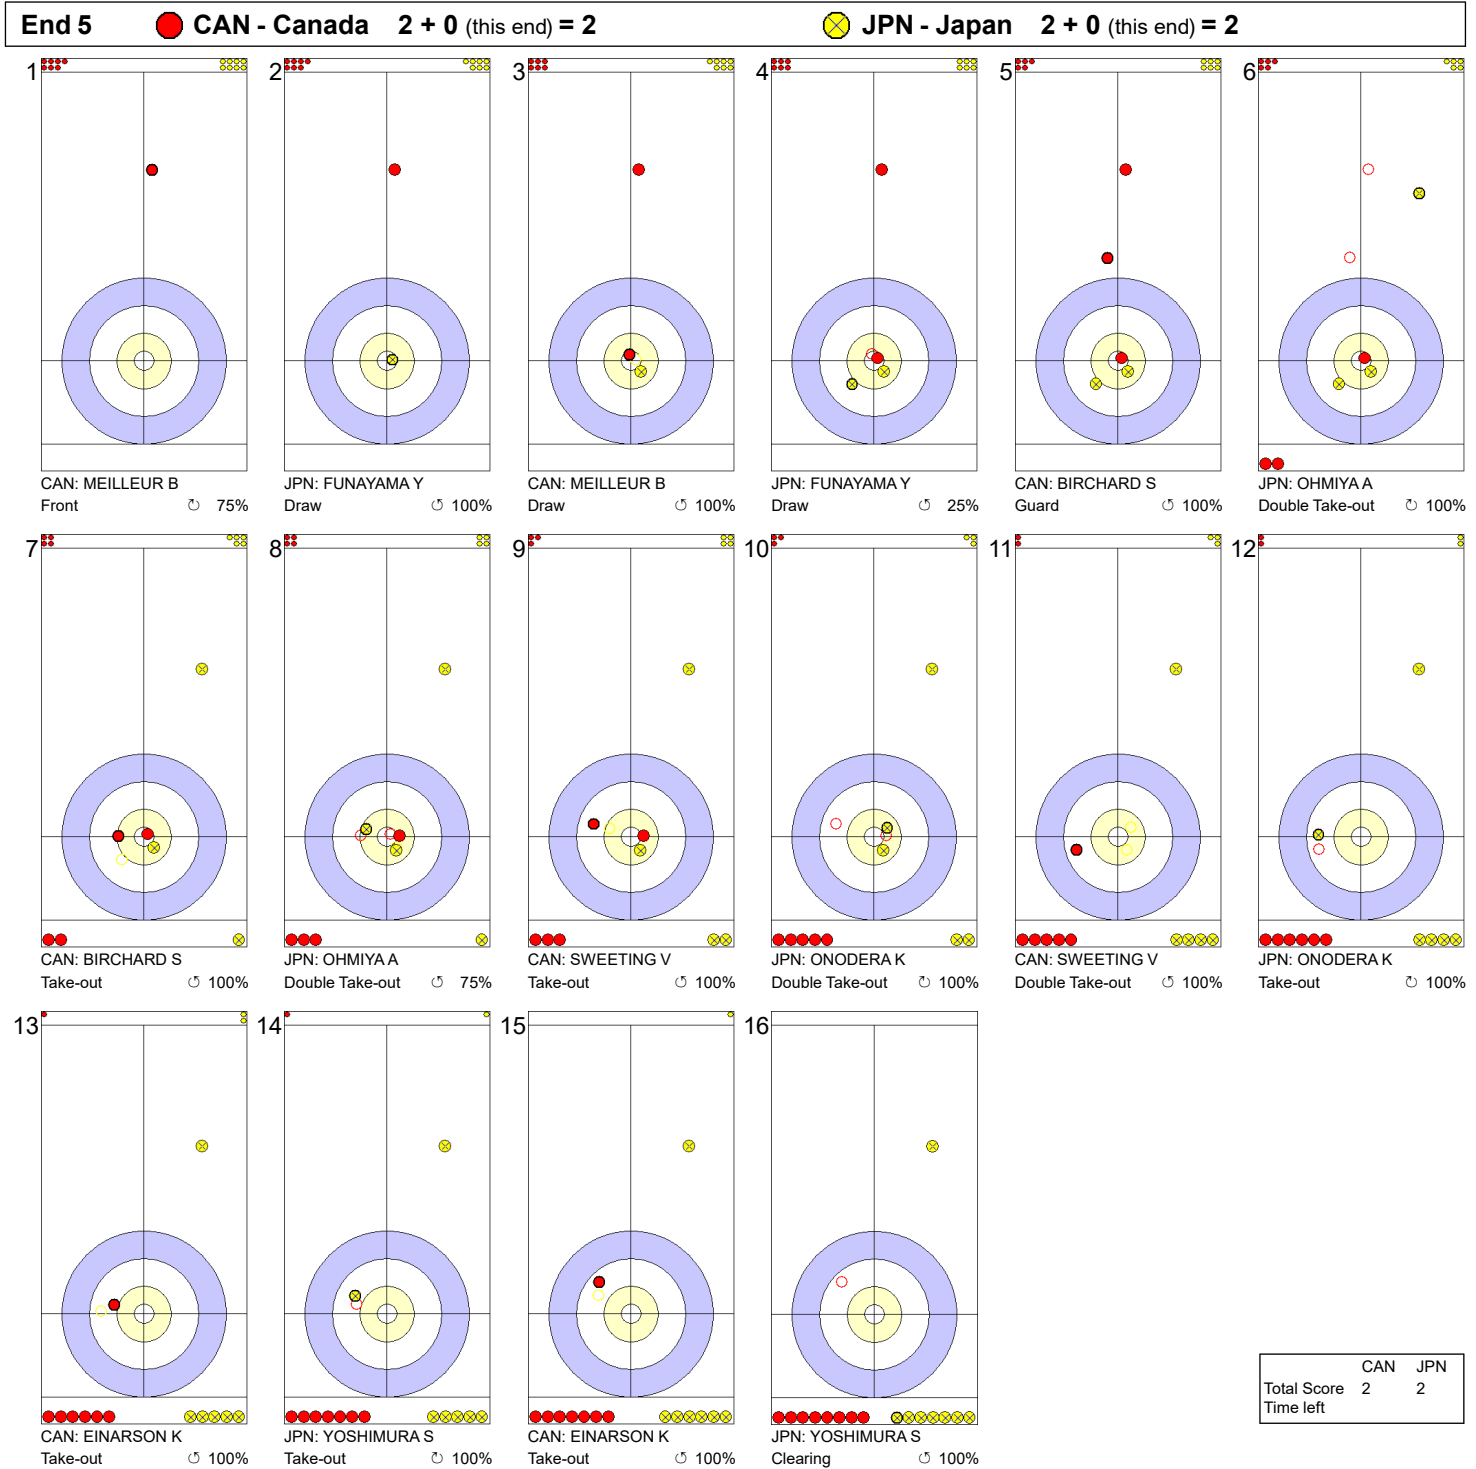 End 5 CAN - Canada 2 + 0 (this end) = 2 JPN - Japan 2 + 0 (this end) = 2
1 2 3 4 5 6
CAN: MEILLEUR B JPN: FUNAYAMA Y CAN: MEILLEUR B JPN: FUNAYAMA Y CAN: BIRCHARD S JPN: OHMIYA A
Front ↻ 75% Draw ↺ 100% Draw ↺ 100% Draw ↺ 25% Guard ↻ 100% Double Take-out ↻ 100%
7 8 9 10 11 12
CAN: BIRCHARD S JPN: OHMIYA A CAN: SWEETING V JPN: ONODERA K CAN: SWEETING V JPN: ONODERA K
Take-out ↻ 100% Double Take-out ↺ 75% Take-out ↺ 100% Double Take-out ↻ 100% Double Take-out ↺ 100% Take-out ↻ 100%
13 14 15 16
CAN: EINARSON K JPN: YOSHIMURA S CAN: EINARSON K JPN: YOSHIMURA S
Take-out ↺ 100% Take-out ↺ 100% Take-out ↺ 100% Clearing ↺ 100%
CAN JPN
Total Score 2 2
Time left